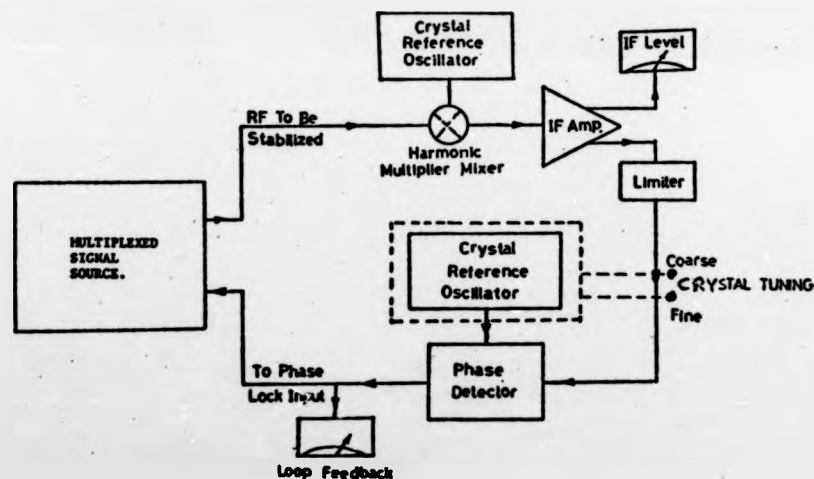 Crystal
Reference
Oscillator
IF Level
RF To Be
Stabilized
IF Amp.
Harmonic
Multiplier Mixer
Limiter
MULTIPLEXED
SIGNAL
SOURCE.
Crystal
Reference
Oscillator
Coarse
CRYSTAL TUNING
Fine
To Phase
Lock Input
Phase
Detector
Loop Feedback